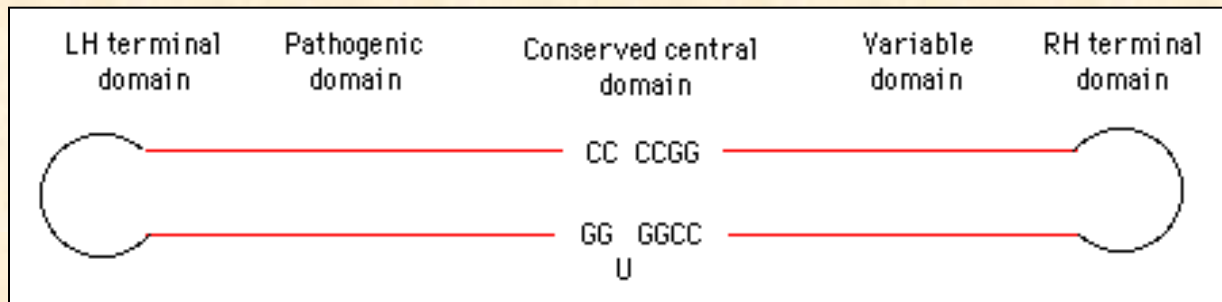 LH terminal domain
Pathogenic domain
Conserved central domain
Variable domain
RH terminal domain
CC CCGG
GG GGCC
U